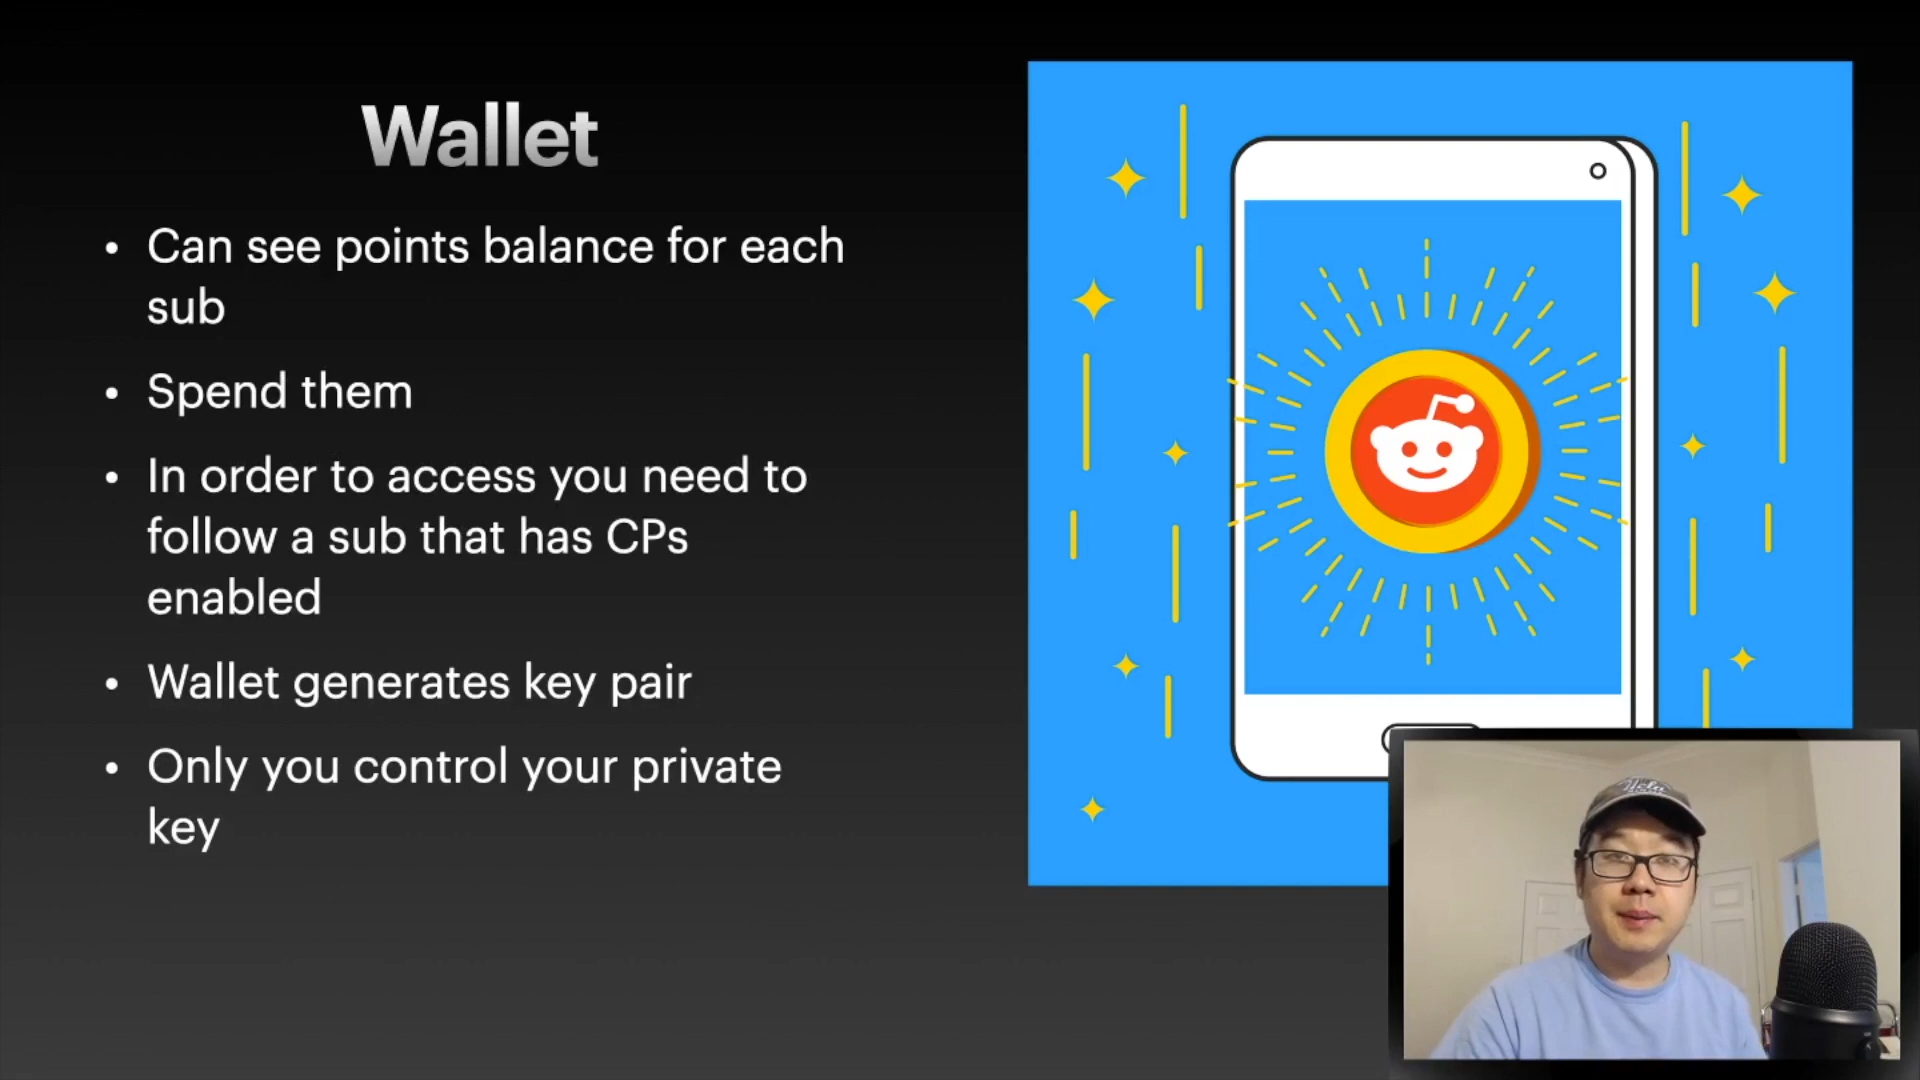 Wallet
• Can see points balance for each
sub
• Spend them
• In order to access you need to
follow a sub that has CPs
enabled
• Wallet generates key pair
• Only you control your private
key